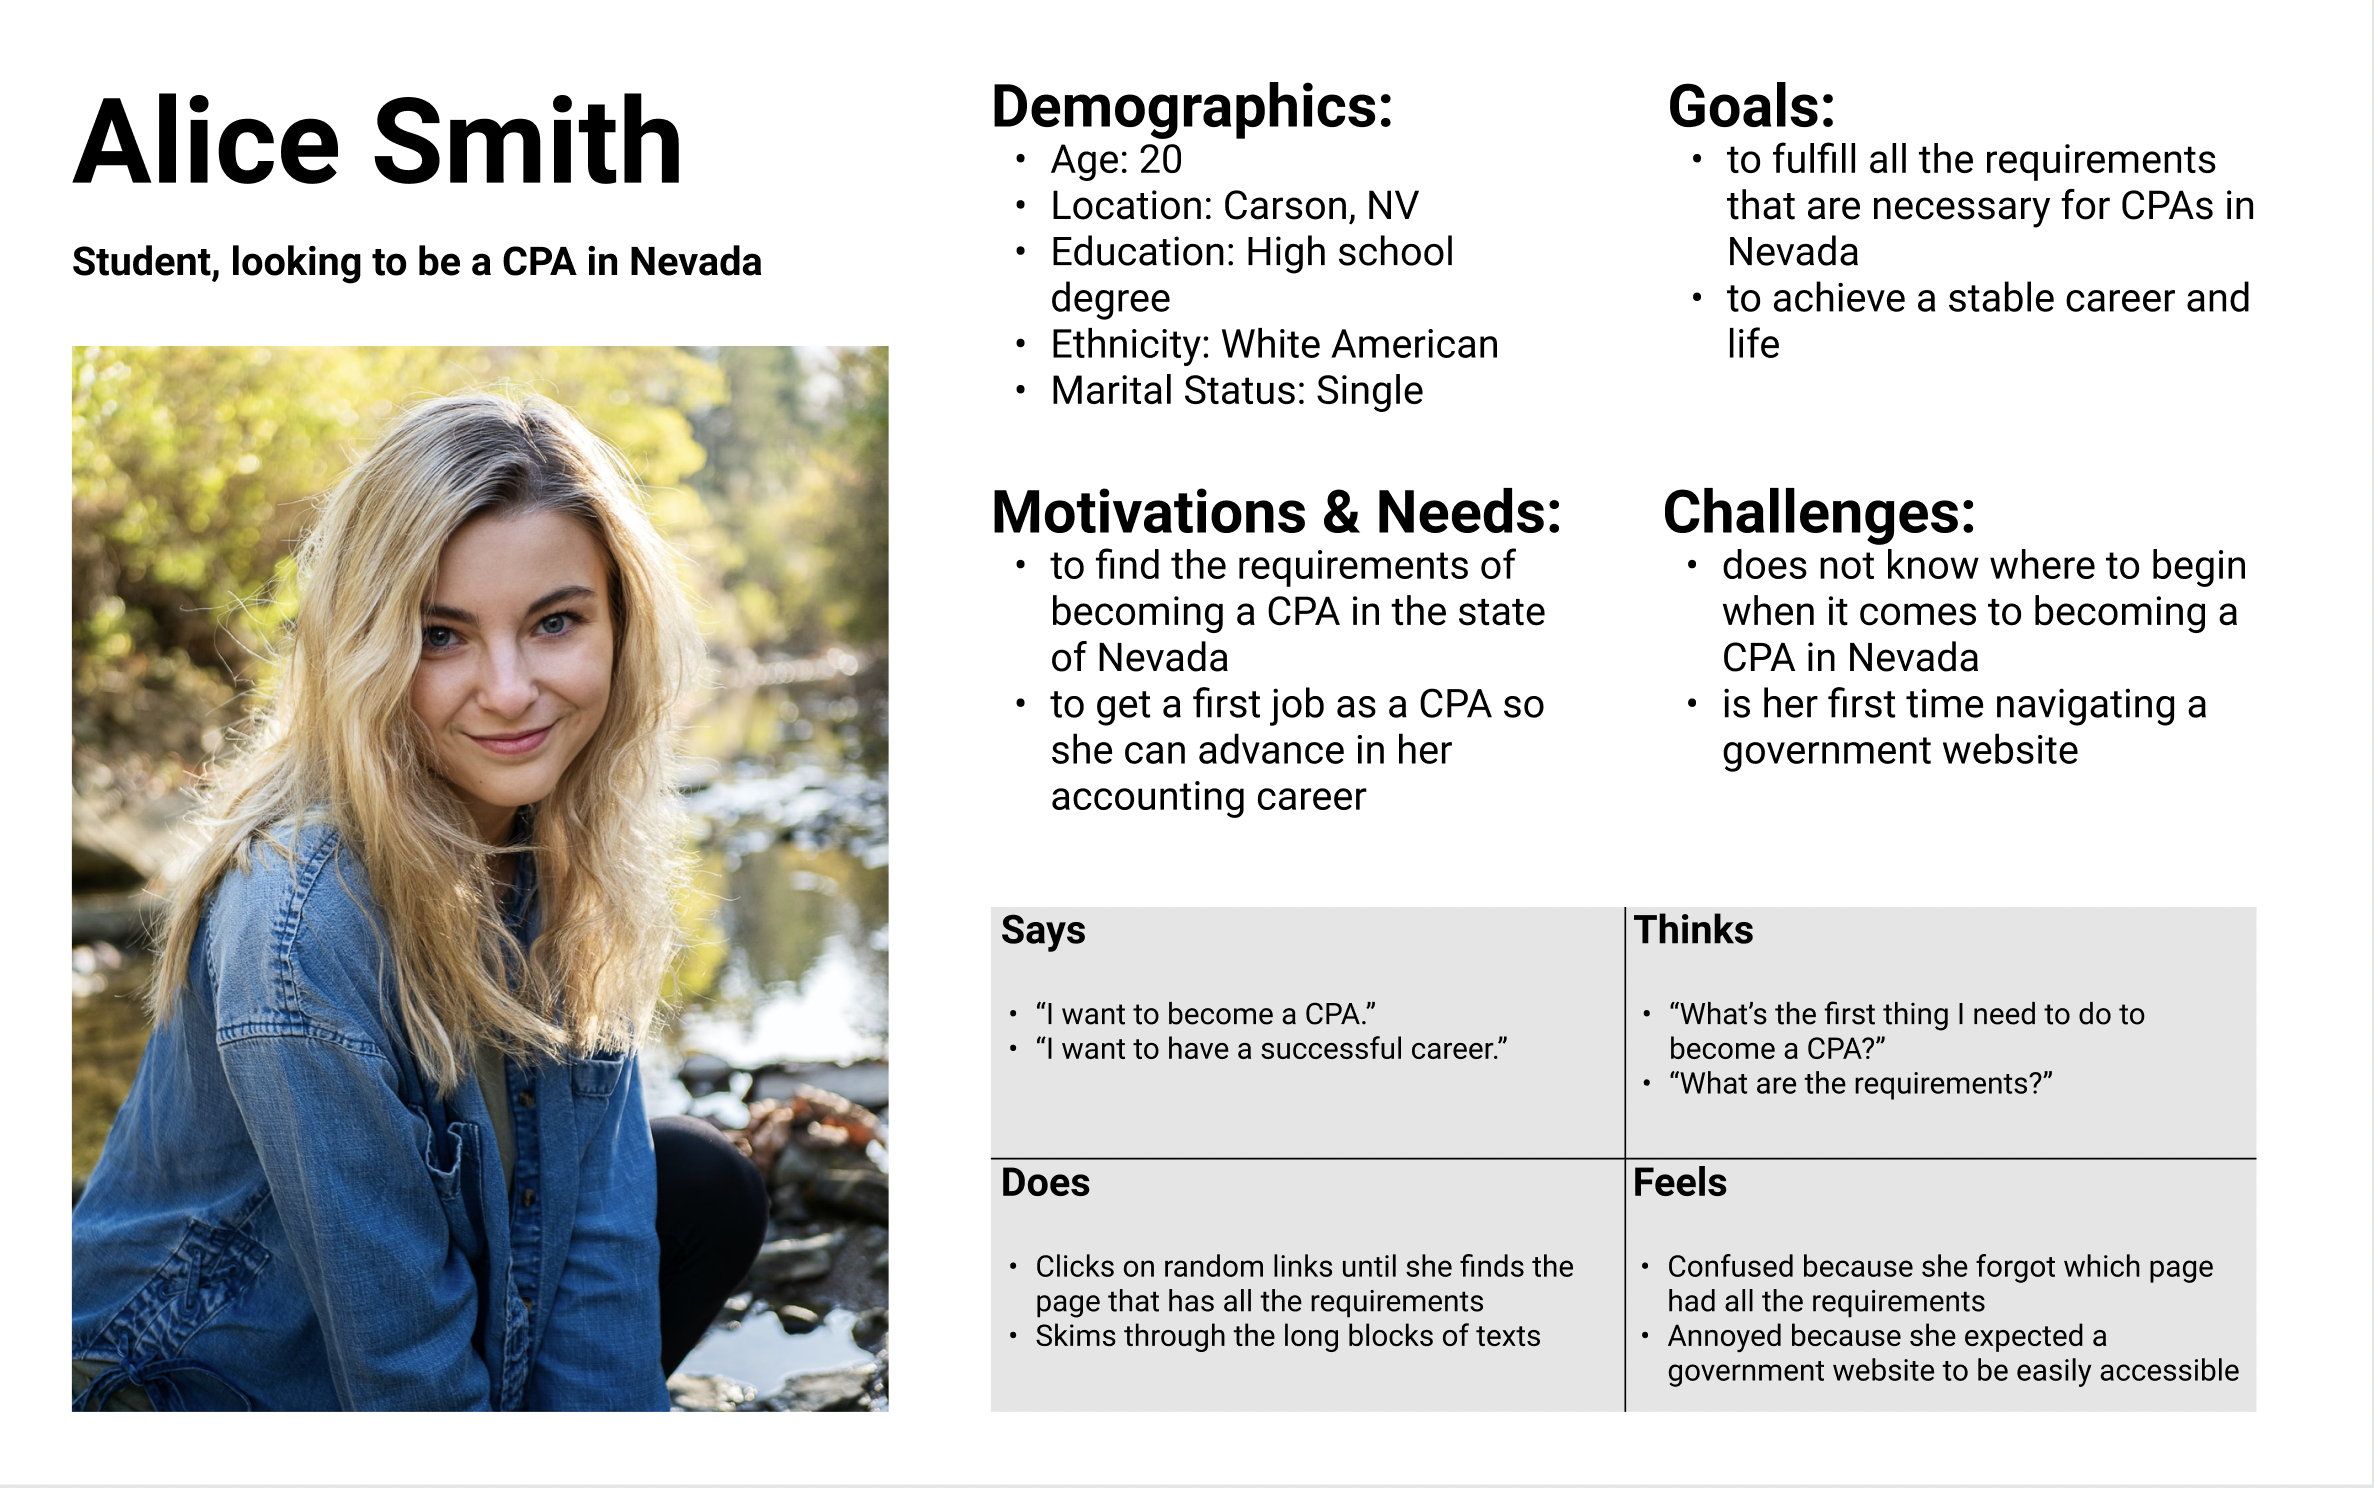 Alice Smith
Student, looking to be a CPA in Nevada
Demographics:
• Age: 20
• Location: Carson, NV
• Education: High school
degree
• Ethnicity: White American
• Marital Status: Single
Goals:
• to fulfill all the requirements
that are necessary for CPAs in
Nevada
• to achieve a stable career and
life
Motivations & Needs:
• to find the requirements of
becoming a CPA in the state
of Nevada
• to get a first job as a CPA so
she can advance in her
accounting career
Challenges:
• does not know where to begin
when it comes to becoming a
CPA in Nevada
• is her first time navigating a
government website
Says
• “I want to become a CPA.”
• “I want to have a successful career.”
Thinks
• “What’s the first thing I need to do to
become a CPA?”
• “What are the requirements?”
Does
• Clicks on random links until she finds the
page that has all the requirements
• Skims through the long blocks of texts
Feels
• Confused because she forgot which page
had all the requirements
• Annoyed because she expected a
government website to be easily accessible